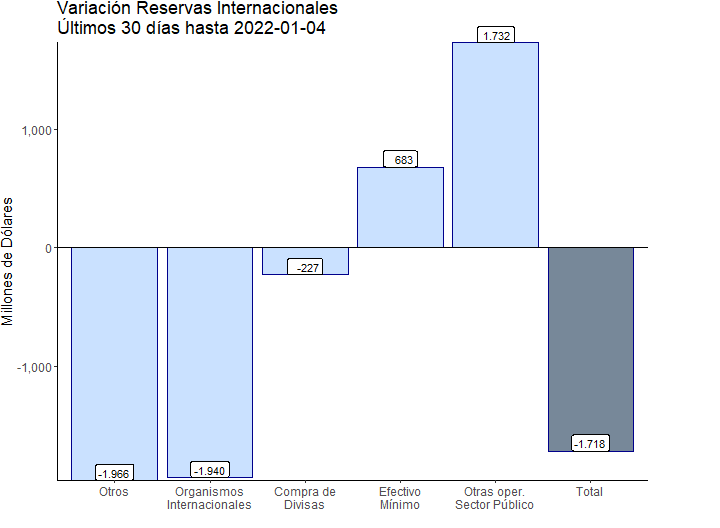 Variación Reservas Internacionales
Últimos 30 días hasta 2022-01-04
Millones de Dólares
1,000
0
-1,000
-1.966
-1.940
-227
683
1.732
-1.718
Otros
Organismos
Internacionales
Compra de
Divisas
Efectivo
Mínimo
Otras oper.
Sector Público
Total